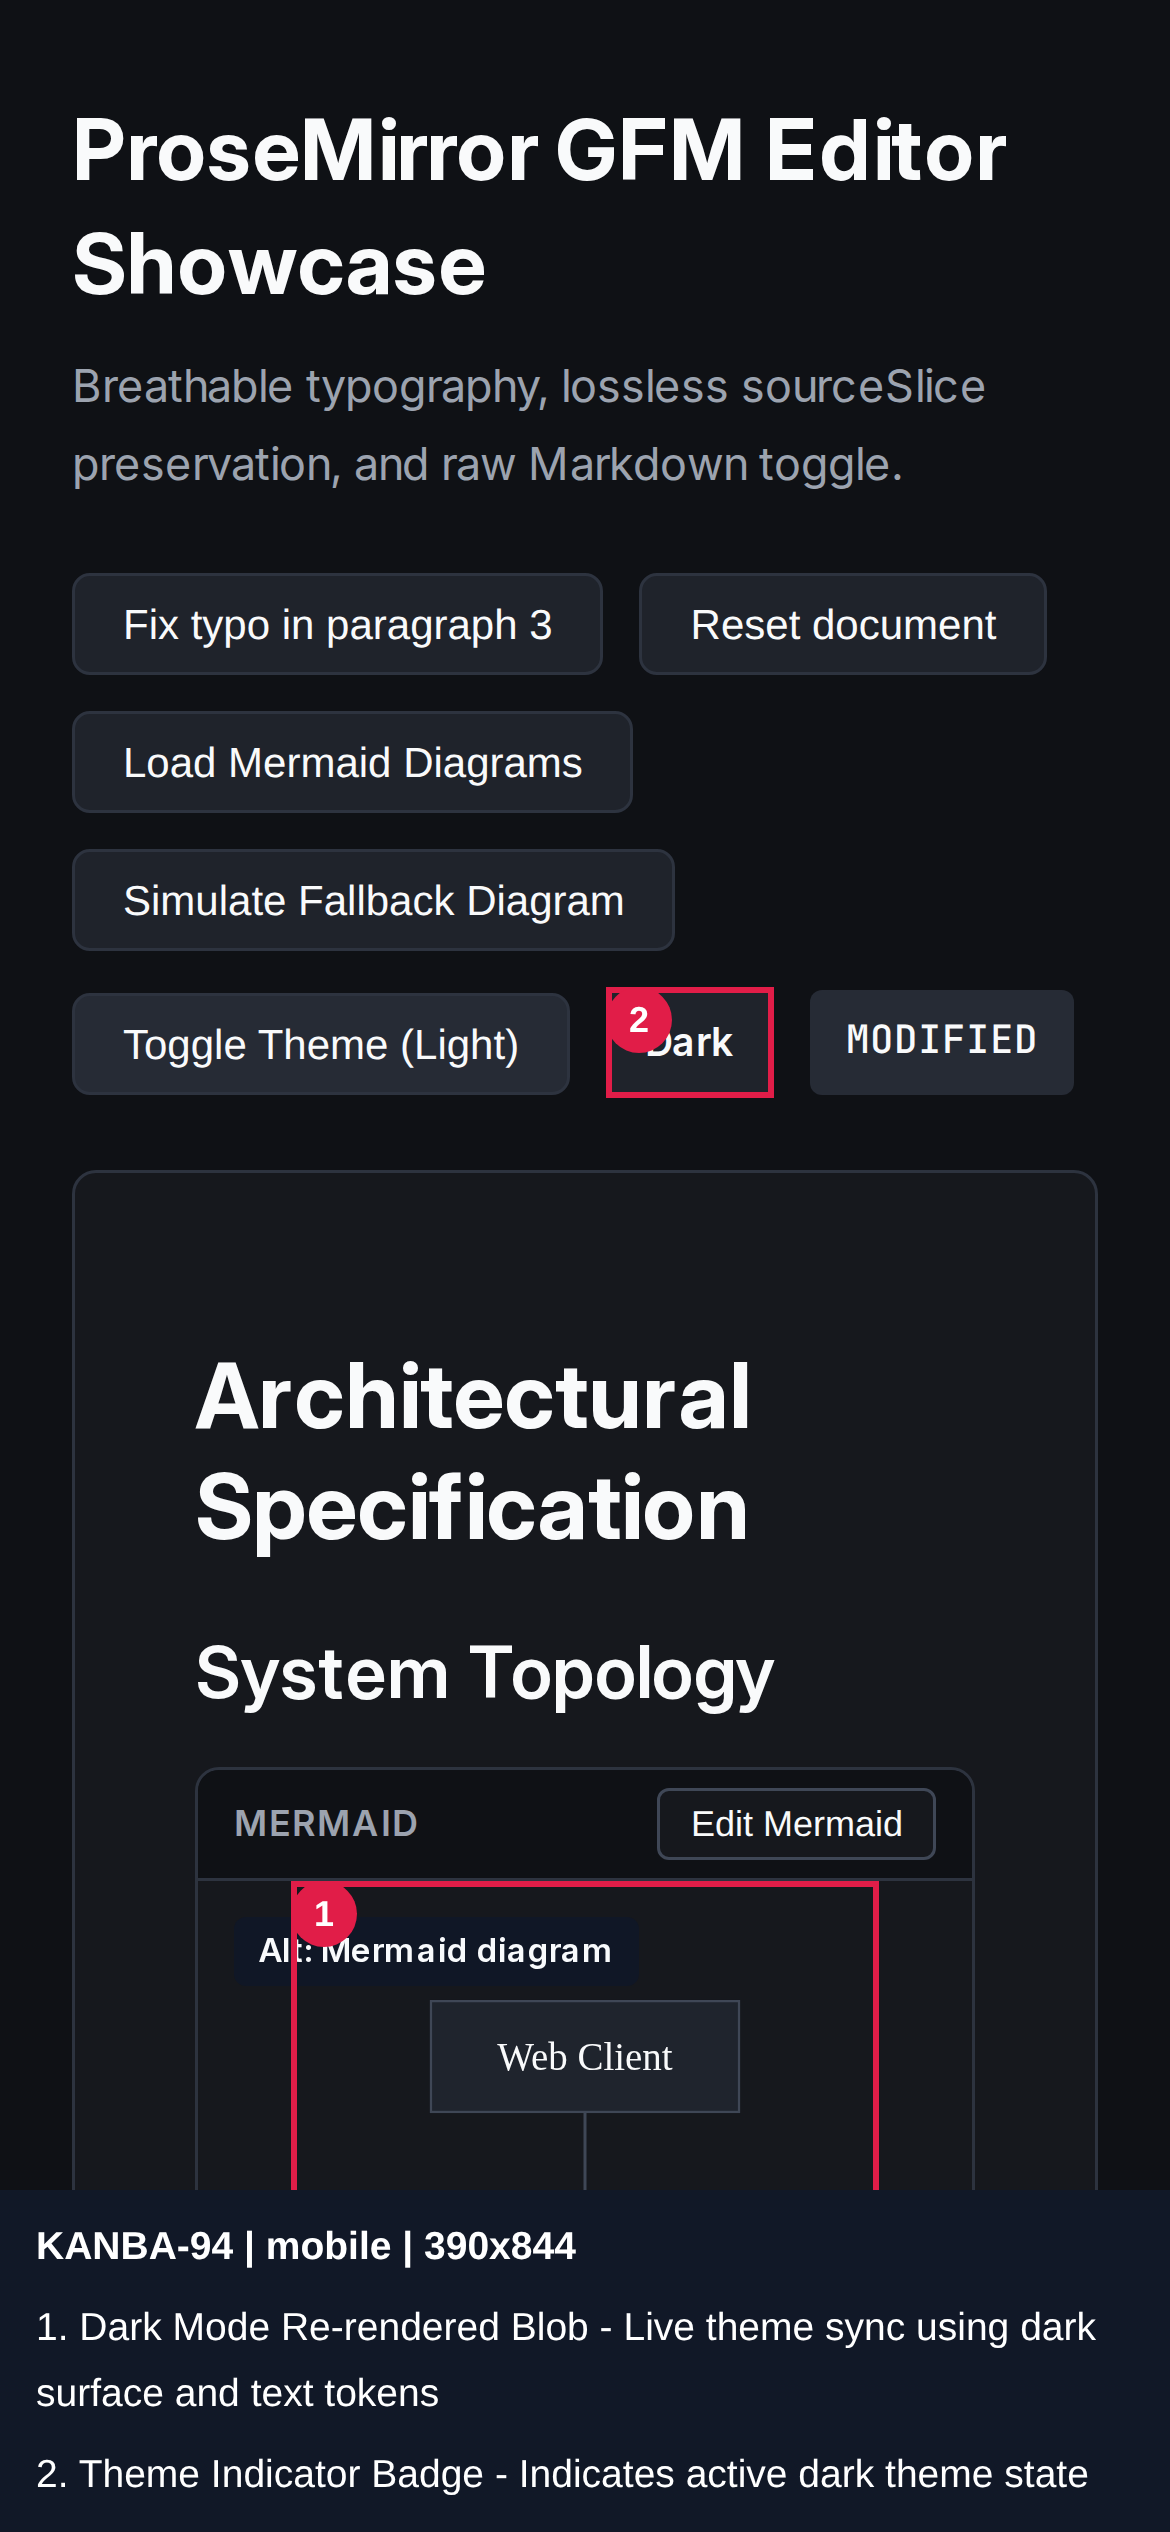 ProseMirror GFM Editor
Showcase
Breathable typography, lossless sourceSlice
preservation, and raw Markdown toggle.
Fix typo in paragraph 3
Reset document
Load Mermaid Diagrams
Simulate Fallback Diagram
Toggle Theme (Light)
2
Dark
MODIFIED
Architectural
Specification
System Topology
MERMAID
Edit Mermaid
1
Alt: Mermaid diagram
Web Client
KANBA-94 | mobile | 390x844
1. Dark Mode Re-rendered Blob - Live theme sync using dark
surface and text tokens
2. Theme Indicator Badge - Indicates active dark theme state